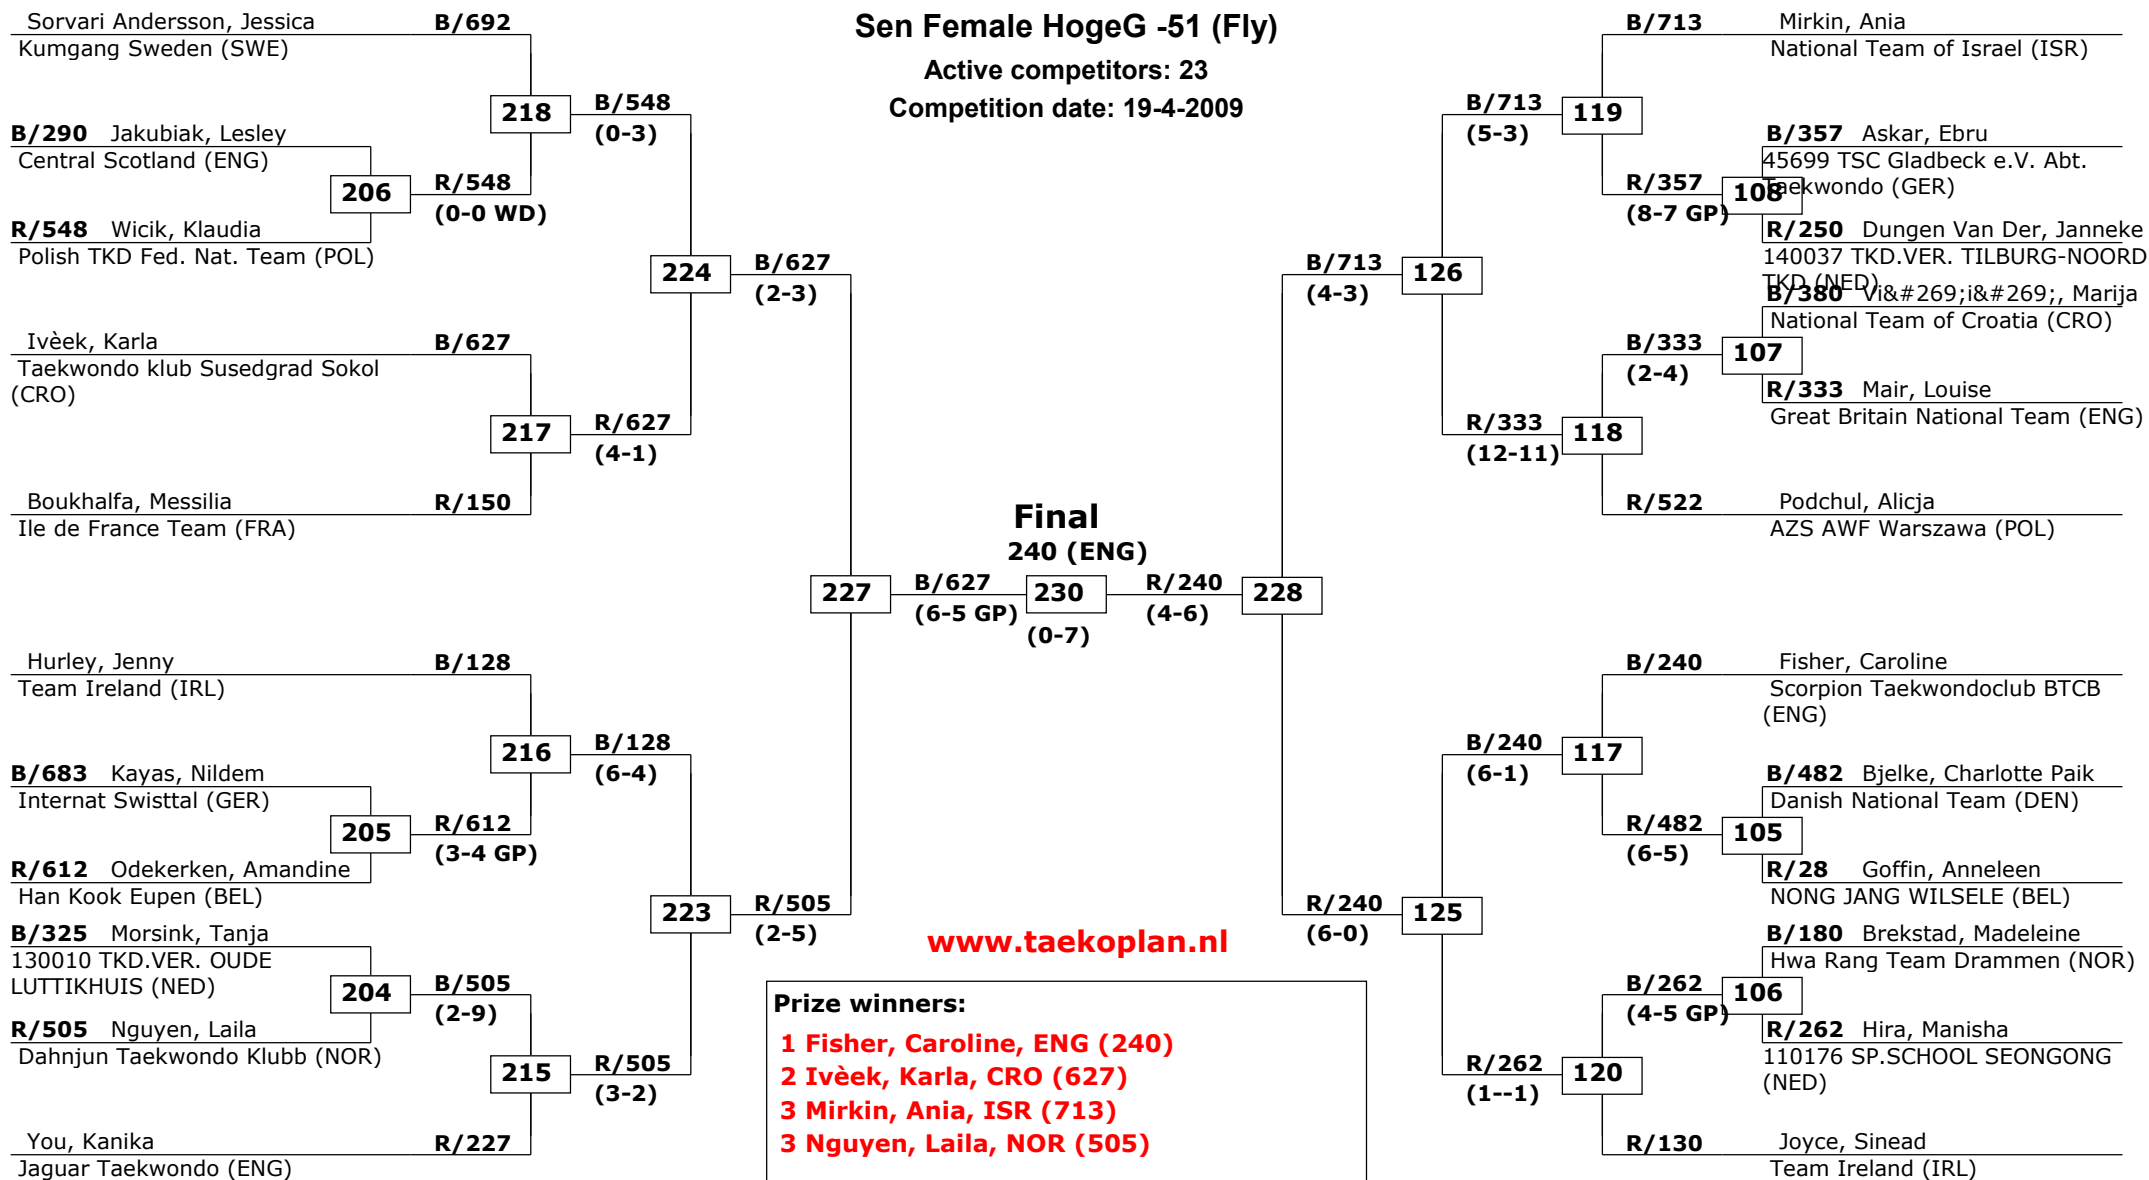 Sen Female HogeG -51 (Fly)
Active competitors: 23
Competition date: 19-4-2009
Sorvari Andersson, Jessica B/692
Kumgang Sweden (SWE)
218
B/548
(0-3)
B/290 Jakubiak, Lesley
Central Scotland (ENG)
206
R/548
(0-0 WD)
R/548 Wicik, Klaudia
Polish TKD Fed. Nat. Team (POL)
224
B/627
(2-3)
Ivèek, Karla B/627
Taekwondo klub Susedgrad Sokol
(CRO)
217
R/627
(4-1)
Boukhalfa, Messilia R/150
Ile de France Team (FRA)
227
B/627
(6-5 GP)
Hurley, Jenny B/128
Team Ireland (IRL)
216
B/128
(6-4)
B/683 Kayas, Nildem
Internat Swisttal (GER)
205
R/612
(3-4 GP)
R/612 Odekerken, Amandine
Han Kook Eupen (BEL)
223
R/505
(2-5)
B/325 Morsink, Tanja
130010 TKD.VER. OUDE
LUTTIKHUIS (NED)
204
B/505
(2-9)
R/505 Nguyen, Laila
Dahnjun Taekwondo Klubb (NOR)
215
R/505
(3-2)
You, Kanika R/227
Jaguar Taekwondo (ENG)
Final
240 (ENG)
230
(0-7)
R/240
(4-6)
228
B/713 Mirkin, Ania
National Team of Israel (ISR)
B/713
(5-3)
119
B/357 Askar, Ebru
45699 TSC Gladbeck e.V. Abt.
Taekwondo (GER)
R/357
(8-7 GP)
108
R/250 Dungen Van Der, Janneke
140037 TKD.VER. TILBURG-NOORD
TKD (NED)
B/713
(4-3)
126
B/380 Vi&#269;i&#269;, Marija
National Team of Croatia (CRO)
B/333
(2-4)
107
R/333 Mair, Louise
Great Britain National Team (ENG)
R/333
(12-11)
118
R/522 Podchul, Alicja
AZS AWF Warszawa (POL)
B/240 Fisher, Caroline
Scorpion Taekwondoclub BTCB
(ENG)
B/240
(6-1)
117
B/482 Bjelke, Charlotte Paik
Danish National Team (DEN)
R/482
(6-5)
105
R/28 Goffin, Anneleen
NONG JANG WILSELE (BEL)
R/240
(6-0)
125
B/180 Brekstad, Madeleine
Hwa Rang Team Drammen (NOR)
B/262
(4-5 GP)
106
R/262 Hira, Manisha
110176 SP.SCHOOL SEONGONG
(NED)
R/262
(1--1)
120
R/130 Joyce, Sinead
Team Ireland (IRL)
www.taekoplan.nl
Prize winners:
1 Fisher, Caroline, ENG (240)
2 Ivèek, Karla, CRO (627)
3 Mirkin, Ania, ISR (713)
3 Nguyen, Laila, NOR (505)